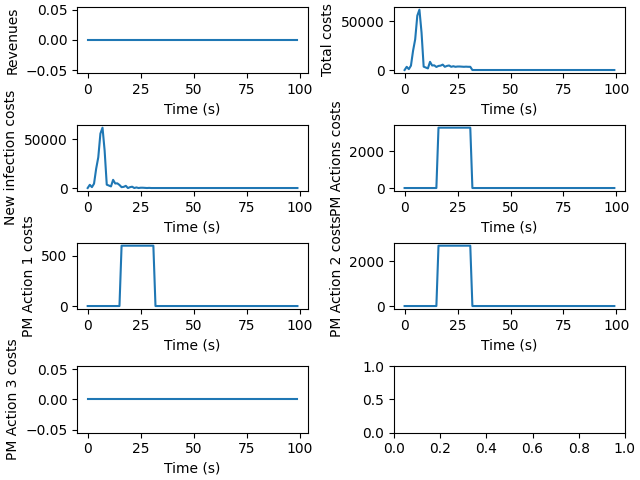 Revenues
0.05
0.00
−0.05
0 25 50 75 100
Time (s)
Total costs
50000
0
0 25 50 75 100
Time (s)
New infection costs
50000
0
0 25 50 75 100
Time (s)
PM Actions costs
2000
0
0 25 50 75 100
Time (s)
PM Action 1 costs
500
0
0 25 50 75 100
Time (s)
PM Action 2 costs
2000
0
0 25 50 75 100
Time (s)
PM Action 3 costs
0.05
0.00
−0.05
0 25 50 75 100
Time (s)
1.0
0.5
0.0
0.0 0.2 0.4 0.6 0.8 1.0